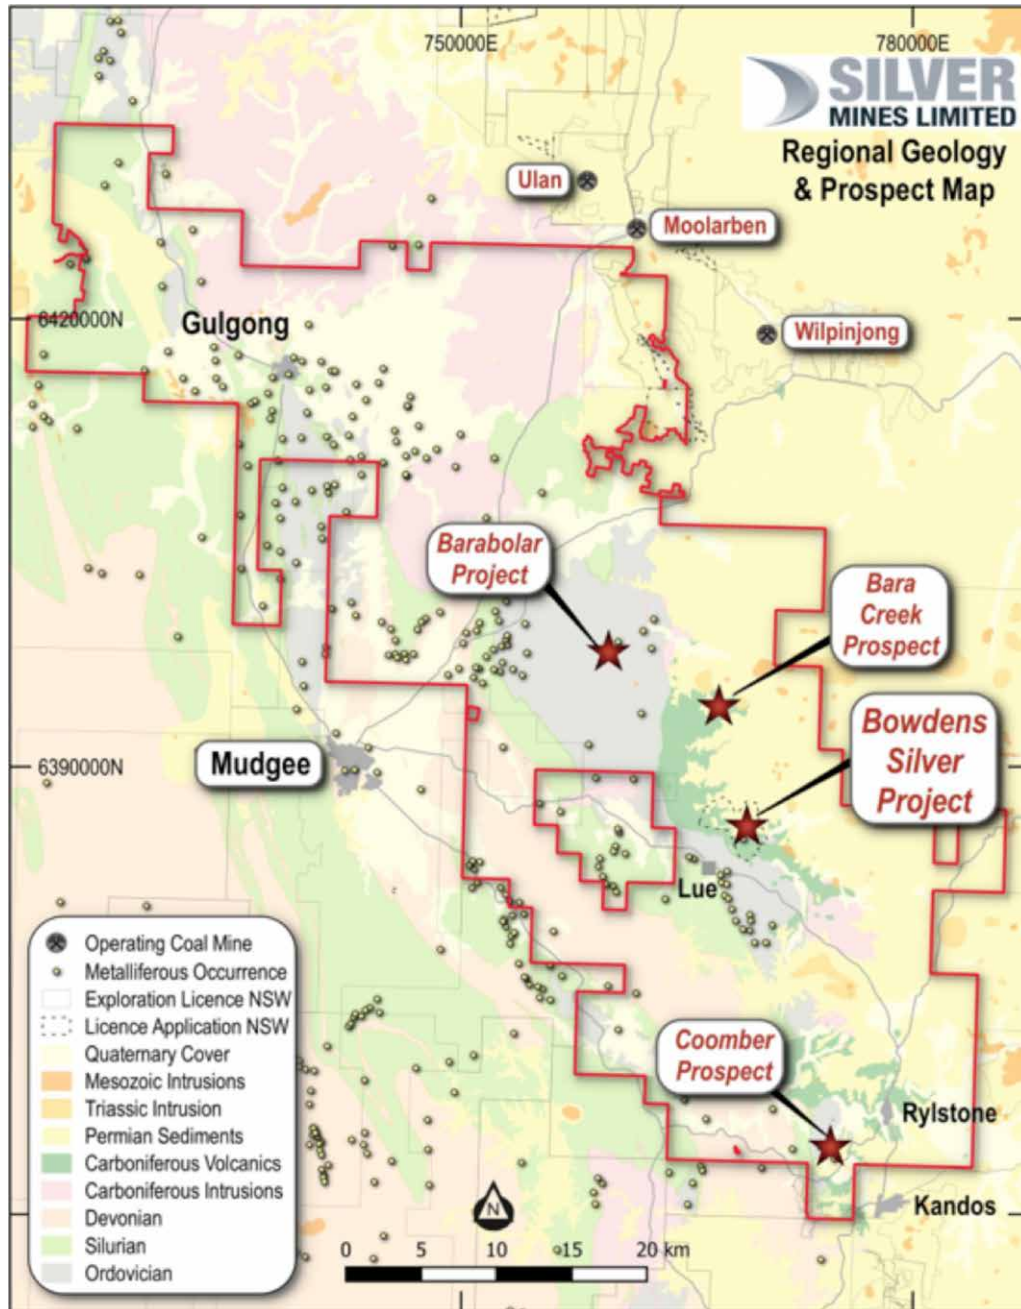 750000E
780000E
SILVER
MINES LIMITED
Regional Geology
& Prospect Map
Ulan
Moolarben
6420000N
Gulgong
Wilpinjong
Barabolar
Project
Bara
Creek
Prospect
Bowdens
Silver
Project
Mudgee
6390000N
Lue
Operating Coal Mine
Metalliferous Occurrence
Exploration Licence NSW
Licence Application NSW
Quaternary Cover
Mesozoic Intrusions
Triassic Intrusion
Permian Sediments
Carboniferous Volcanics
Carboniferous Intrusions
Devonian
Silurian
Ordovician
Coomber
Prospect
Rylstone
Kandos
N
0 5 10 15 20 km